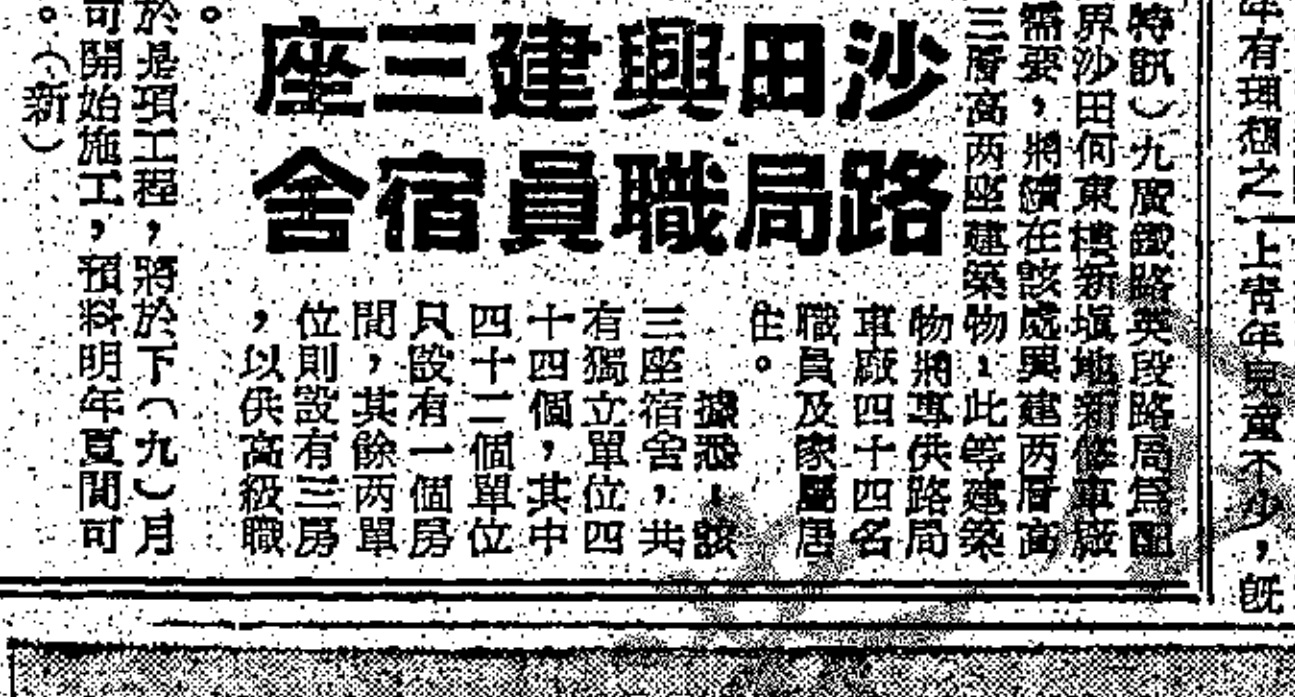 年有理想之
上青年兒童不少，既
沙田興建三座
路局職員宿舍
特訊）九廣鐵路英段路局爲配
界沙田何東樓新塡地新修車廠
需要，將續在該處興建两層高
三層高两座建築物，此等建築
物將專供路局
車廠四十四名
職員及家屬居
住。
據悉，該
三座宿舍，共
有獨立單位四
十四個，其中
四十二個單位
只設有一個房
間，其餘两單
位則設有三房
，以供高級職
。
於是項工程，將於下（九）月
可開始施工，預料明年夏間可
。（新）